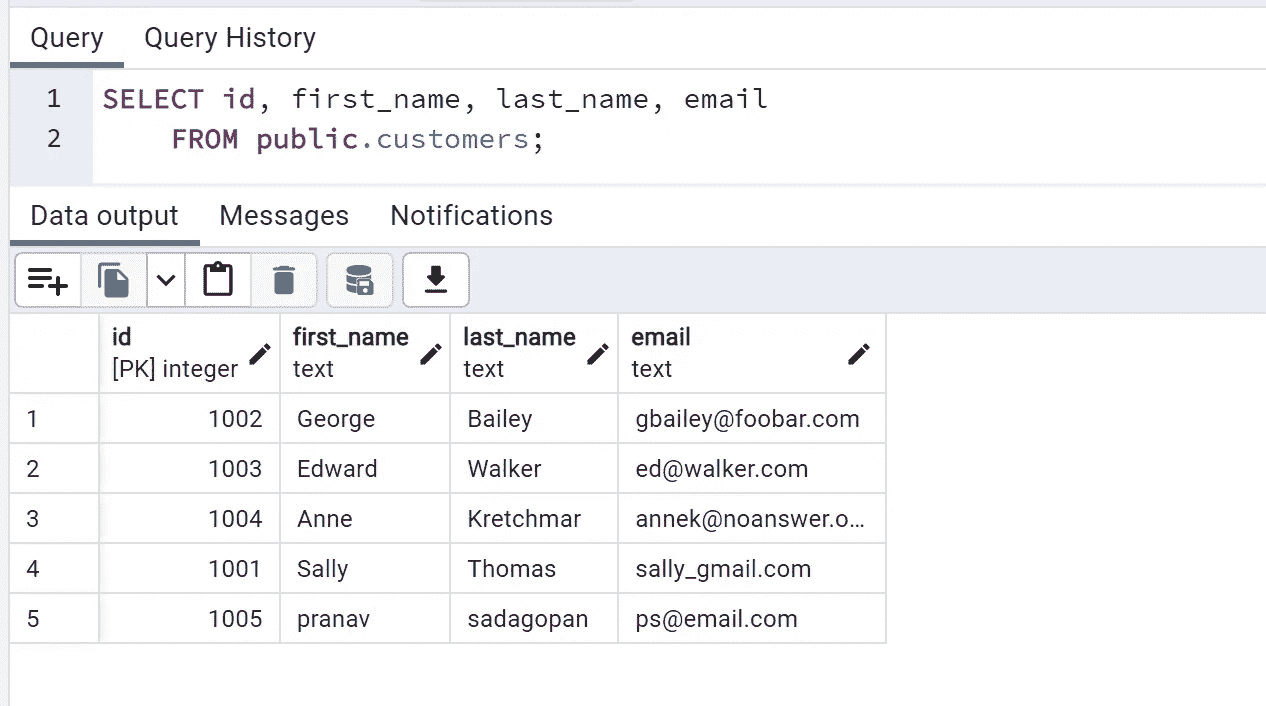 Query Query History
1 SELECT id, first_name, last_name, email
2 FROM public.customers;
Data output Messages Notifications
id first_name last_name email
[PK] integer text text text
1 1002 George Bailey gbailey@foobar.com
2 1003 Edward Walker ed@walker.com
3 1004 Anne Kretchmar annek@noanswer.o...
4 1001 Sally Thomas sally_gmail.com
5 1005 pranav sadagopan ps@email.com